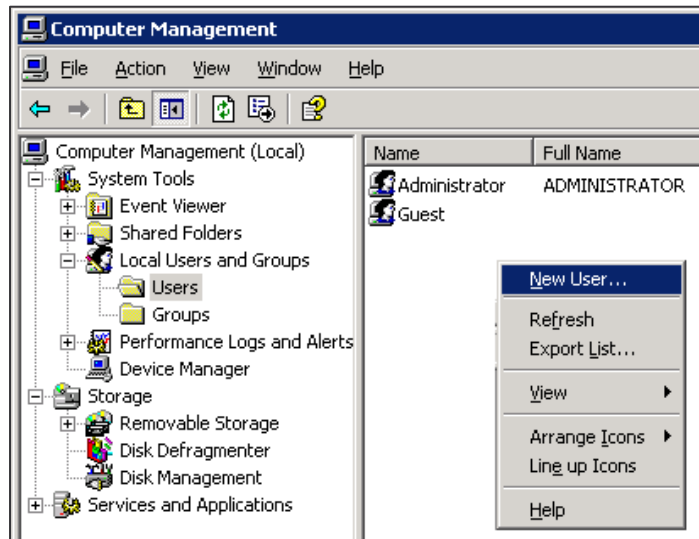 Computer Management
File Action View Window Help
Computer Management (Local)
System Tools
Event Viewer
Shared Folders
Local Users and Groups
Users
Groups
Performance Logs and Alerts
Device Manager
Storage
Removable Storage
Disk Defragmenter
Disk Management
Services and Applications
Name Full Name
Administrator ADMINISTRATOR
Guest
New User...
Refresh
Export List...
View
Arrange Icons
Line up Icons
Help